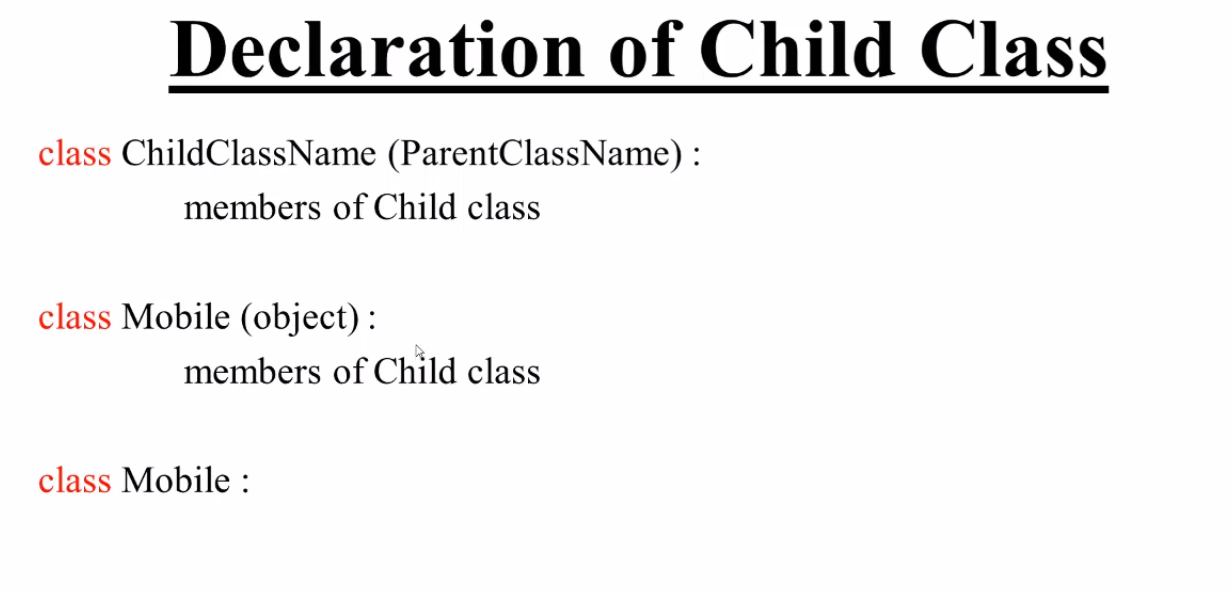 Declaration of Child Class
class ChildClassName (ParentClassName) :
members of Child class
class Mobile (object) :
members of Child class
class Mobile :